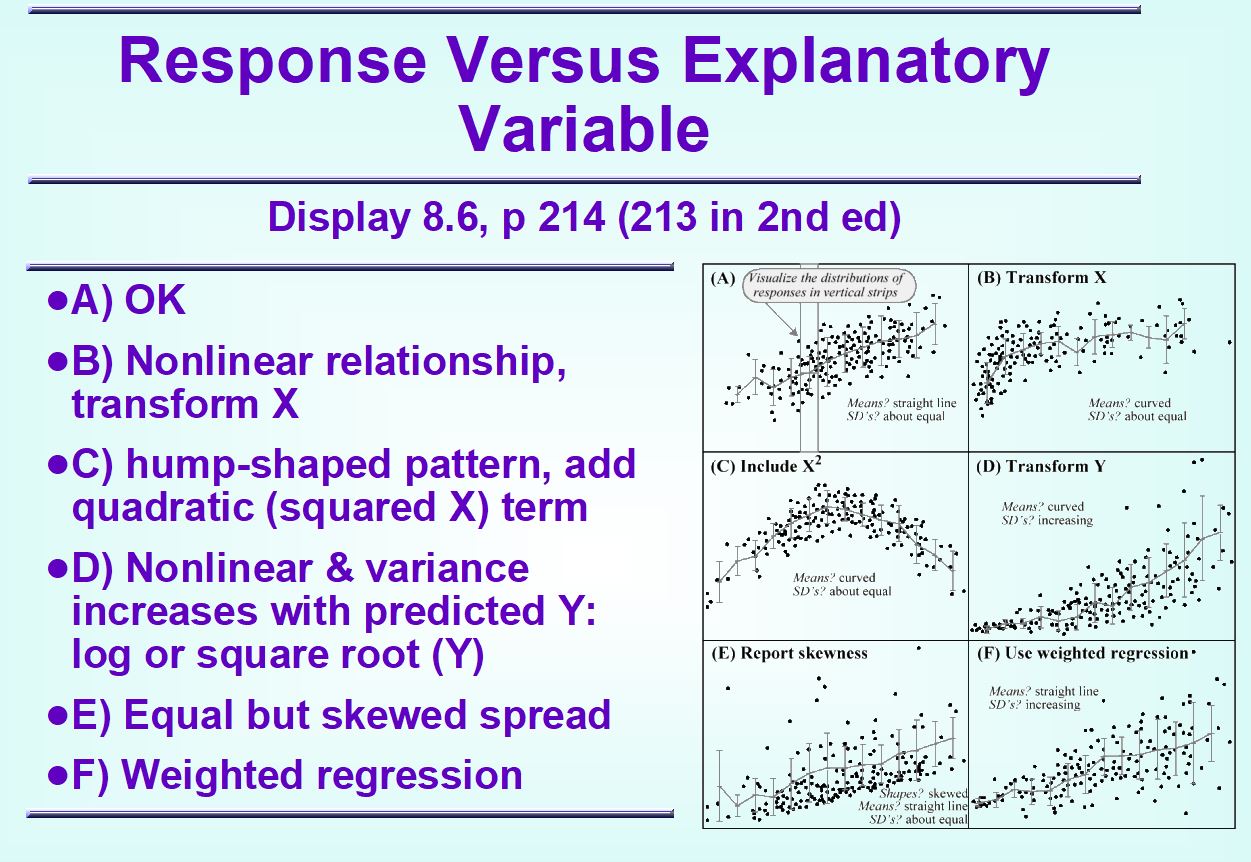 Response Versus Explanatory
Variable
Display 8.6, p 214 (213 in 2nd ed)
●A) OK
●B) Nonlinear relationship,
transform X
●C) hump-shaped pattern, add
quadratic (squared X) term
●D) Nonlinear & variance
increases with predicted Y:
log or square root (Y)
●E) Equal but skewed spread
●F) Weighted regression
(A)
Visualize the distributions of
responses in vertical strips
Means? straight line
SD's? about equal
(B) Transform X
Means? curved
SD's? about equal
(C) Include X²
Means? curved
SD's? about equal
(D) Transform Y
Means? curved
SD's? increasing
(E) Report skewness
Shapes? skewed
Means? straight line
SD's? about equal
(F) Use weighted regression
Means? straight line
SD's? increasing